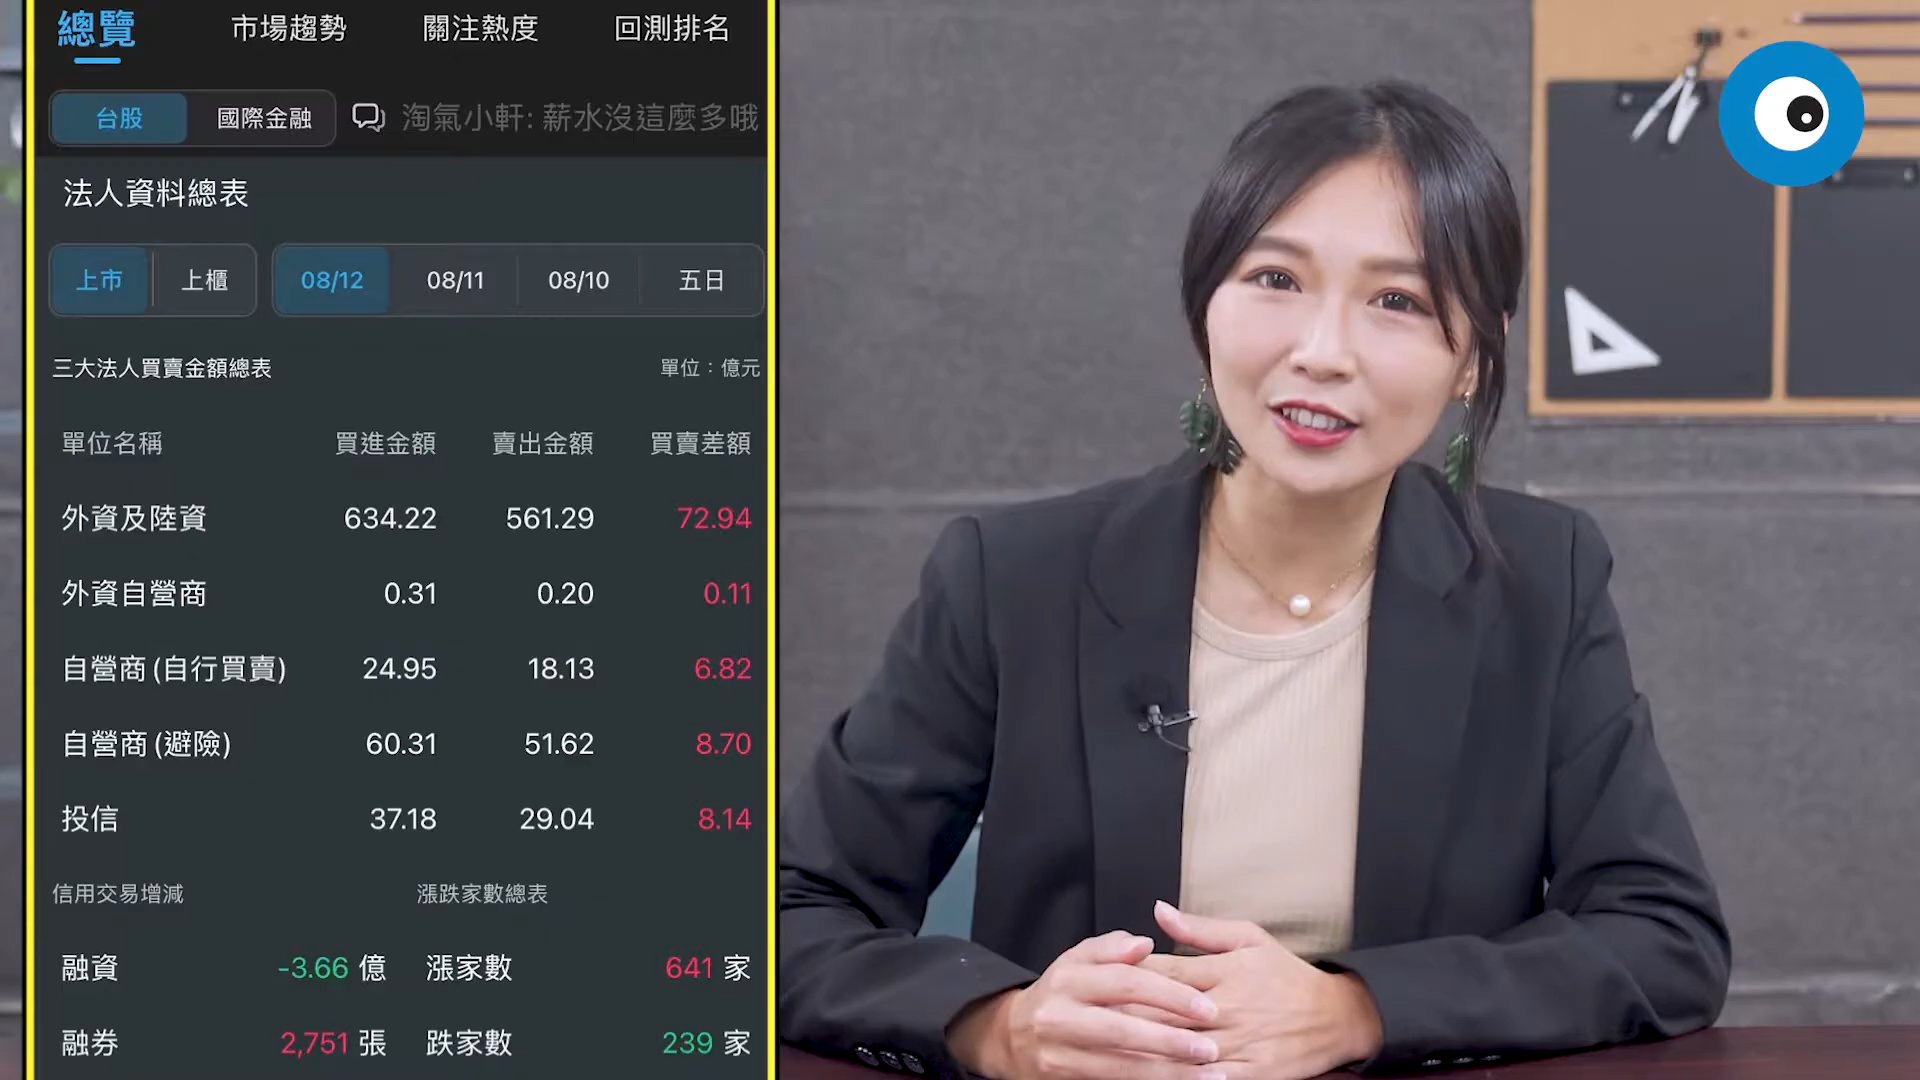 總覽 市場趨勢 關注熱度 回測排名
台股 國際金融 淘氣小軒: 薪水沒這麼多哦
法人資料總表
上市 上櫃 08/12 08/11 08/10 五日
三大法人買賣金額總表 單位：億元
單位名稱 買進金額 賣出金額 買賣差額
外資及陸資 634.22 561.29 72.94
外資自營商 0.31 0.20 0.11
自營商(自行買賣) 24.95 18.13 6.82
自營商(避險) 60.31 51.62 8.70
投信 37.18 29.04 8.14
信用交易增減 漲跌家數總表
融資 -3.66 億 漲家數 641 家
融券 2,751 張 跌家數 239 家